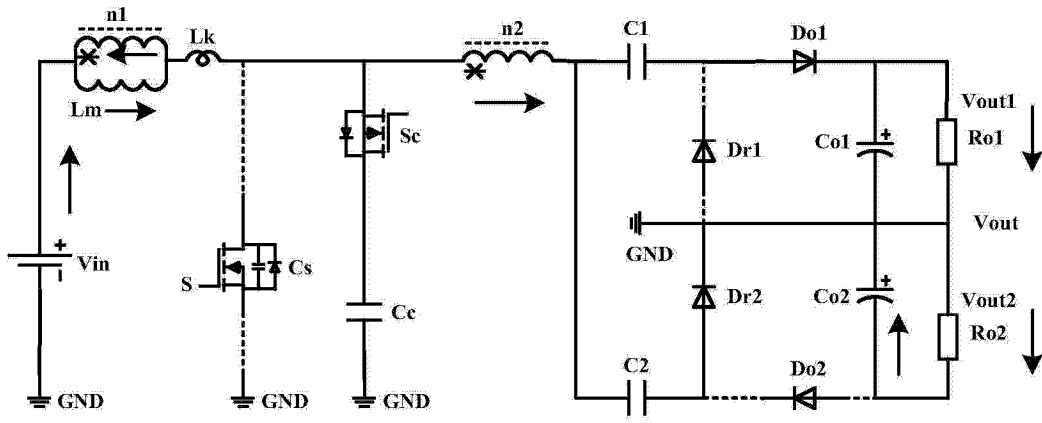 n1
Lk
n2
C1
Do1
Lm
Sc
Dr1
Co1
Vout1
Ro1
Vin
S
Cs
GND
Vout
Cc
Dr2
Co2
Vout2
Ro2
C2
Do2
GND
GND
GND